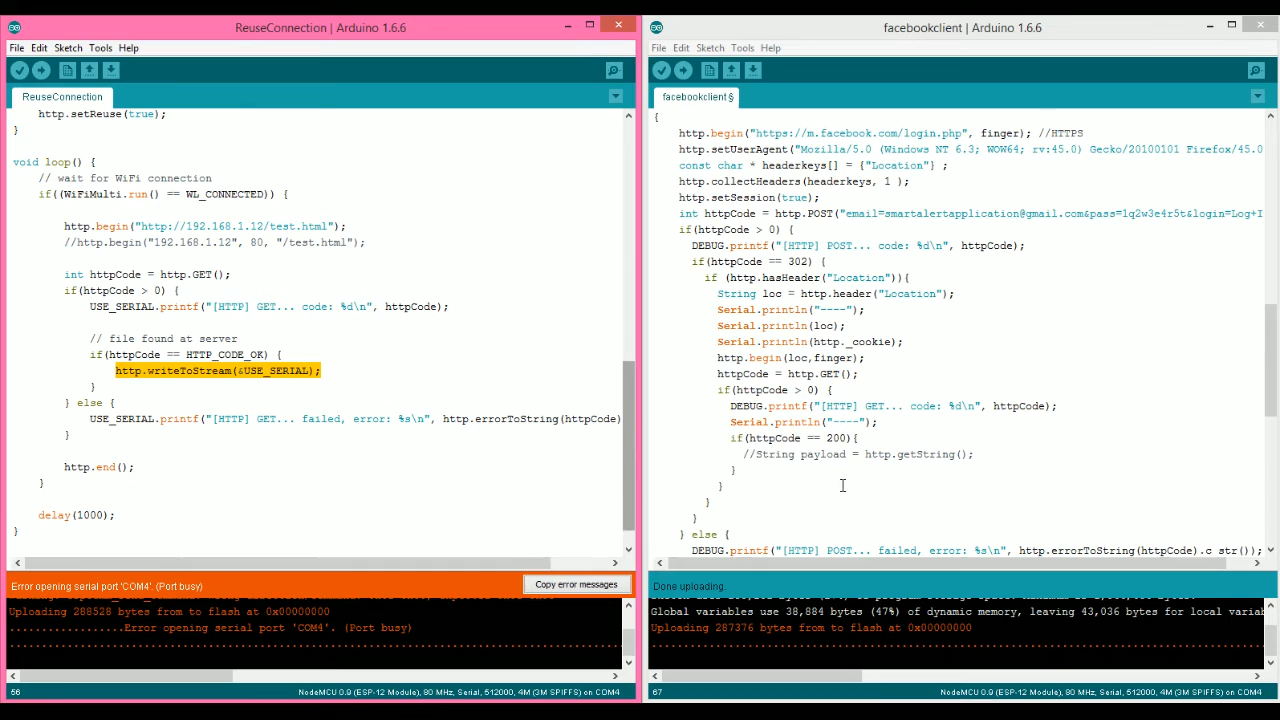 ReuseConnection | Arduino 1.6.6
File Edit Sketch Tools Help
ReuseConnection
http.setReuse(true);
}
void loop() {
// wait for WiFi connection
if((WiFiMulti.run() == WL_CONNECTED)) {
http.begin("http://192.168.1.12/test.html");
//http.begin("192.168.1.12", 80, "/test.html");
int httpCode = http.GET();
if(httpCode > 0) {
USE_SERIAL.printf("[HTTP] GET... code: %d\n", httpCode);
// file found at server
if(httpCode == HTTP_CODE_OK) {
http.writeToStream(&USE_SERIAL);
}
} else {
USE_SERIAL.printf("[HTTP] GET... failed, error: %s\n", http.errorToString(httpCode)
}
http.end();
}
delay(1000);
}
Error opening serial port 'COM4'. (Port busy)
Copy error messages
Uploading 288528 bytes from to flash at 0x00000000
.................Error opening serial port 'COM4'. (Port busy)
56
NodeMCU 0.9 (ESP-12 Module), 80 MHz, Serial, 512000, 4M (3M SPIFFS) on COM4
facebookclient | Arduino 1.6.6
File Edit Sketch Tools Help
facebookclient §
{
http.begin("https://m.facebook.com/login.php", finger); //HTTPS
http.setUserAgent("Mozilla/5.0 (Windows NT 6.3; WOW64; rv:45.0) Gecko/20100101 Firefox/45.0
const char * headerkeys[] = {"Location"} ;
http.collectHeaders(headerkeys, 1 );
http.setSession(true);
int httpCode = http.POST("email=smartalertapplication@gmail.com&pass=1q2w3e4r5t&login=Log+I
if(httpCode > 0) {
DEBUG.printf("[HTTP] POST... code: %d\n", httpCode);
if(httpCode == 302) {
if (http.hasHeader("Location")){
String loc = http.header("Location");
Serial.println("----");
Serial.println(loc);
Serial.println(http._cookie);
http.begin(loc,finger);
httpCode = http.GET();
if(httpCode > 0) {
DEBUG.printf("[HTTP] GET... code: %d\n", httpCode);
Serial.println("----");
if(httpCode == 200){
//String payload = http.getString();
}
}
}
}
} else {
DEBUG.printf("[HTTP] POST... failed, error: %s\n", http.errorToString(httpCode).c_str());
Done uploading.
Global variables use 38,884 bytes (47%) of dynamic memory, leaving 43,036 bytes for local variab
Uploading 287376 bytes from to flash at 0x00000000
67
NodeMCU 0.9 (ESP-12 Module), 80 MHz, Serial, 512000, 4M (3M SPIFFS) on COM4